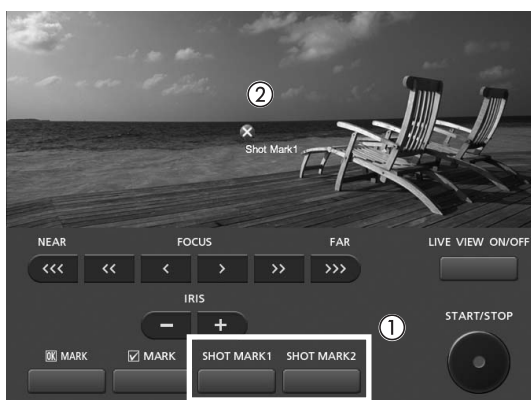 ②
Shot Mark1
NEAR FOCUS FAR
LIVE VIEW ON/OFF
<<< << < > >> >>>
IRIS
− +
①
START/STOP
OK MARK ☑ MARK SHOT MARK1 SHOT MARK2